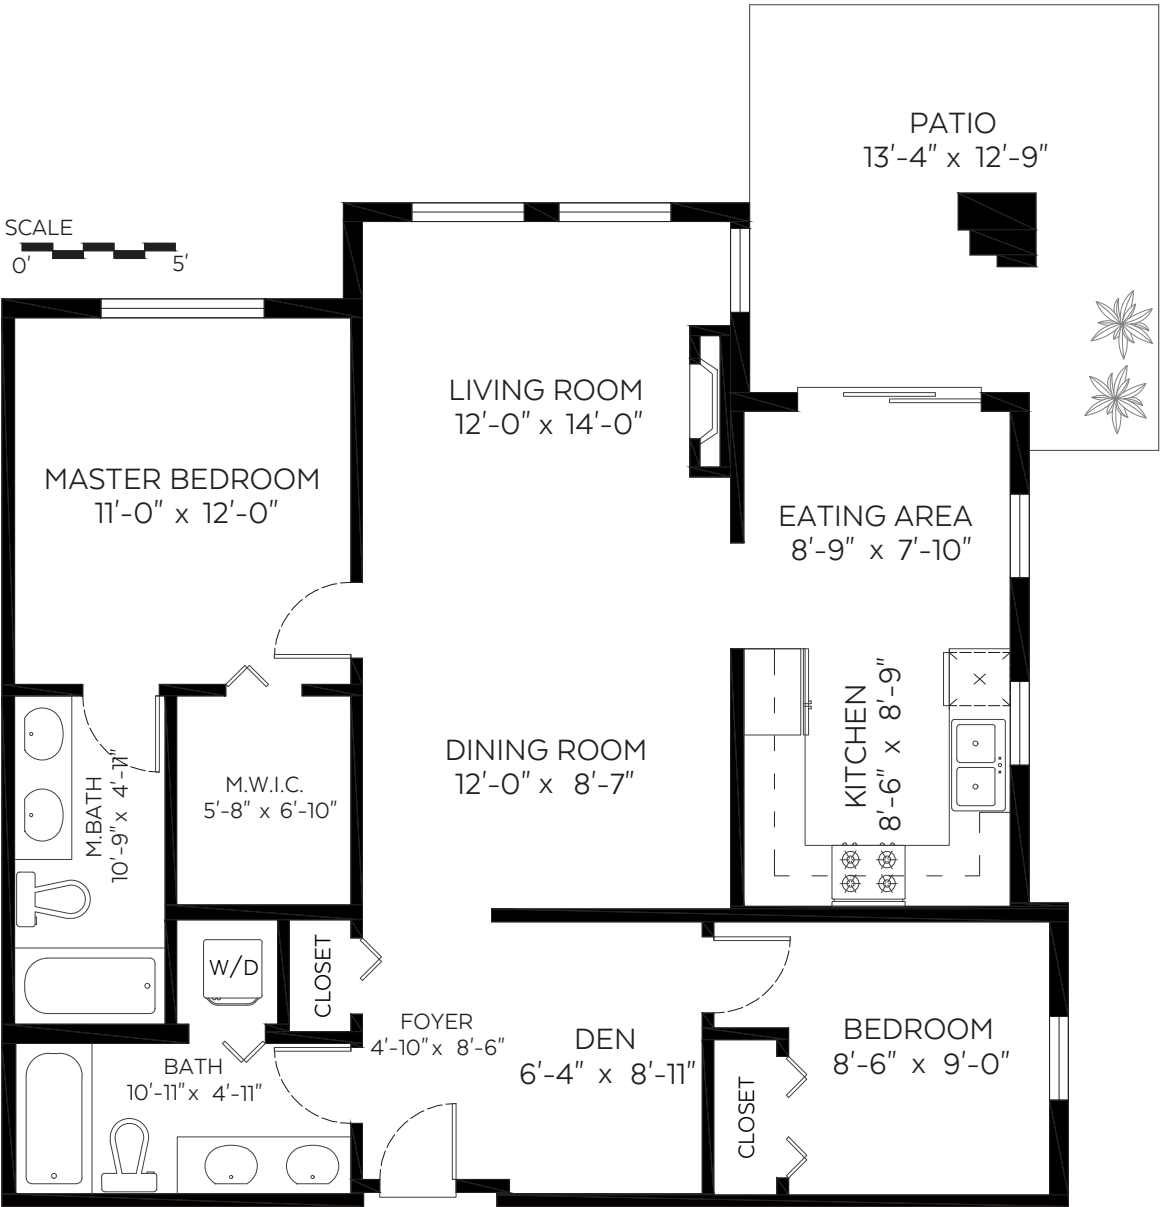 PATIO
13'-4" x 12'-9"
SCALE
0'
5'
LIVING ROOM
12'-0" x 14'-0"
MASTER BEDROOM
11'-0" x 12'-0"
EATING AREA
8'-9" x 7'-10"
KITCHEN
8'-6" x 8'-9"
DINING ROOM
12'-0" x 8'-7"
M.W.I.C.
5'-8" x 6'-10"
M.BATH
10'-9" x 4'-11"
W/D
CLOSET
FOYER
4'-10" x 8'-6"
DEN
6'-4" x 8'-11"
BEDROOM
8'-6" x 9'-0"
BATH
10'-11" x 4'-11"
CLOSET